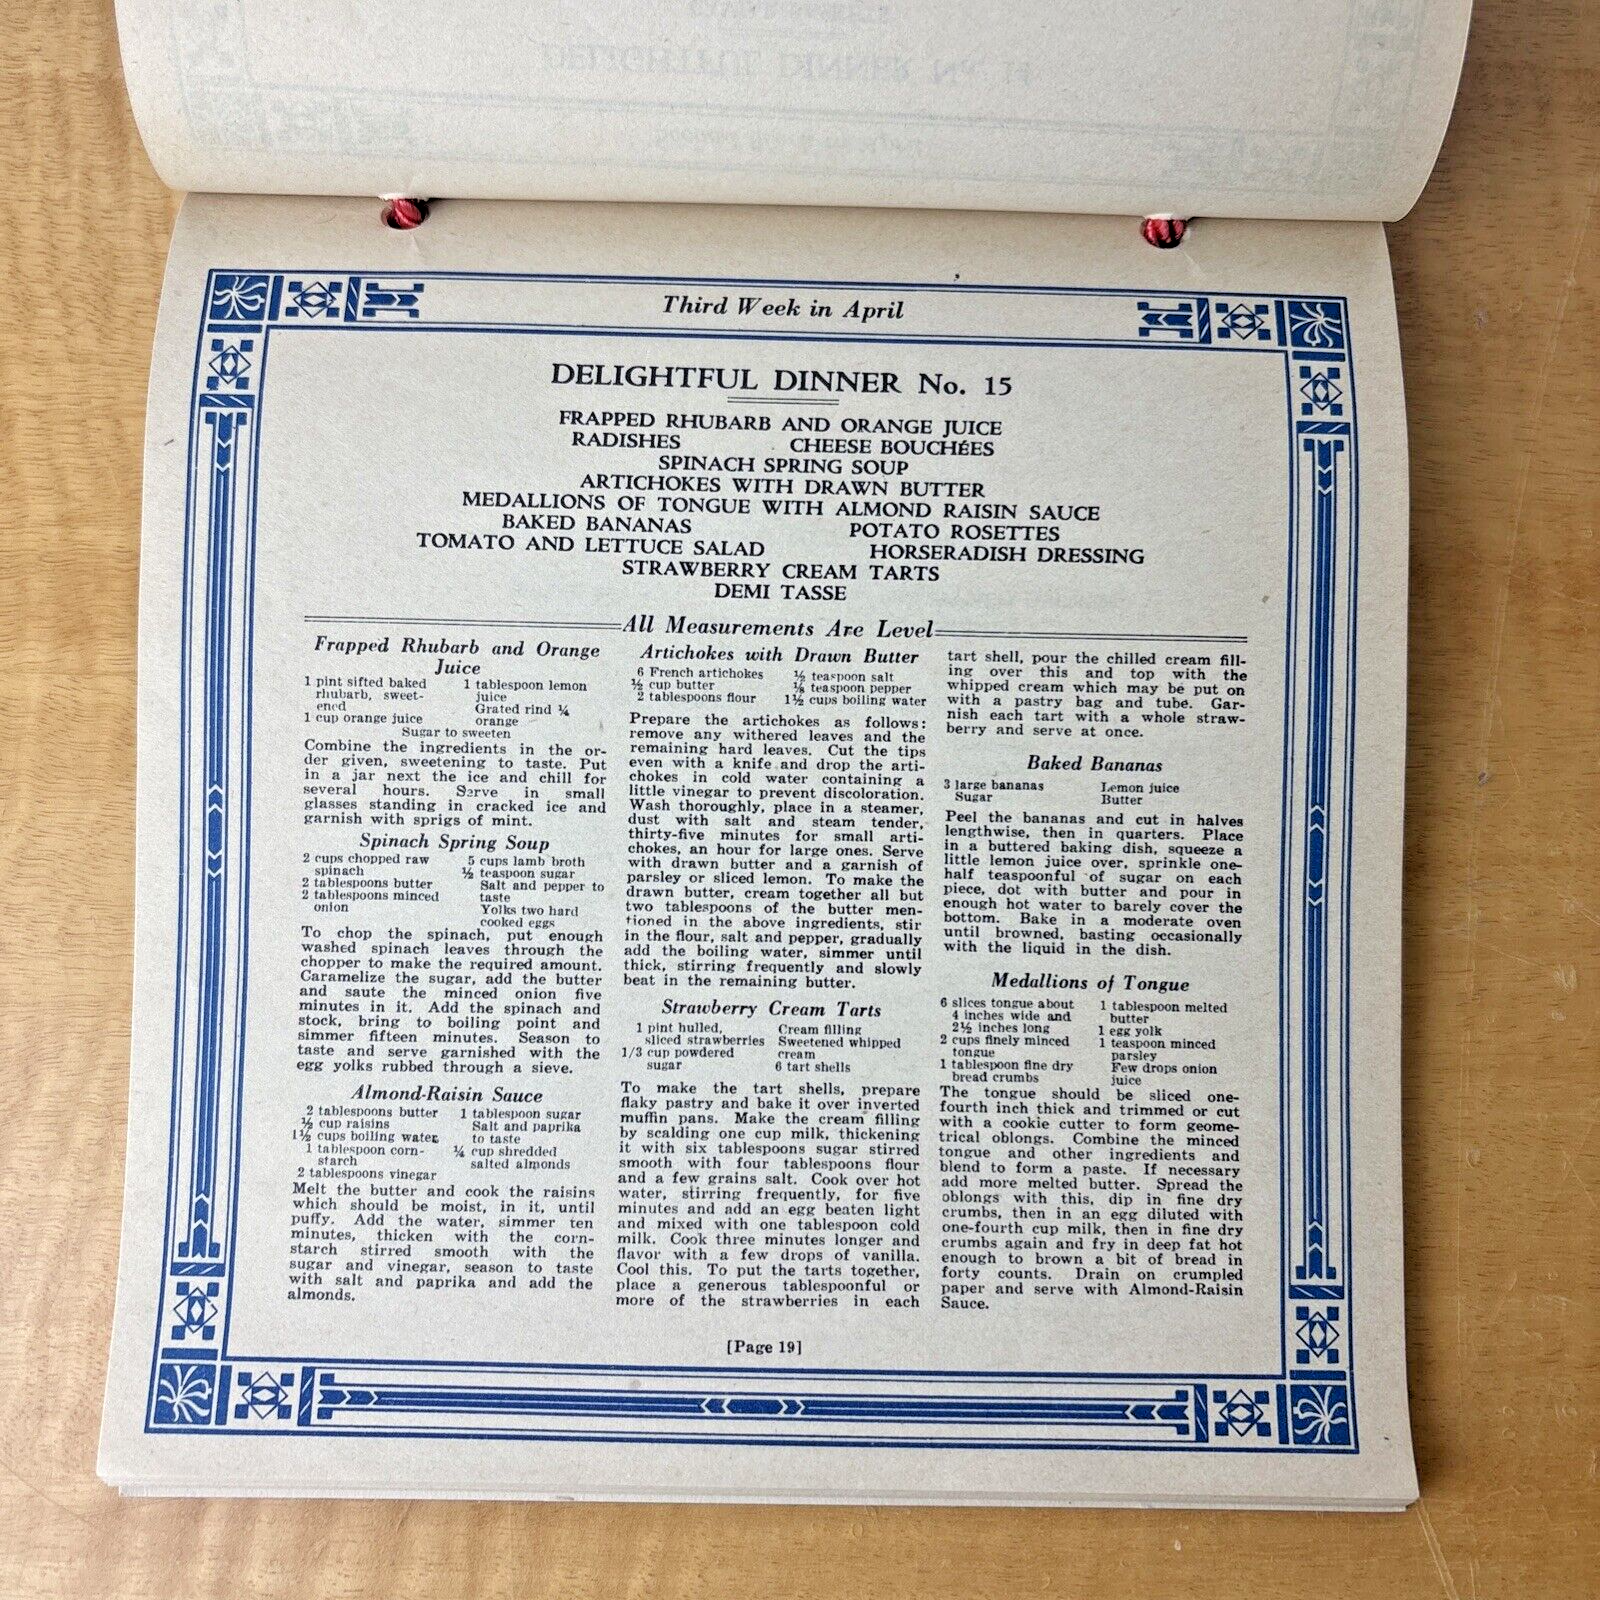 DELIGHTFUL DINNER No. 14
Third Week in April
DELIGHTFUL DINNER No. 15
FRAPPED RHUBARB AND ORANGE JUICE
RADISHES CHEESE BOUCHÉES
SPINACH SPRING SOUP
ARTICHOKES WITH DRAWN BUTTER
MEDALLIONS OF TONGUE WITH ALMOND RAISIN SAUCE
BAKED BANANAS POTATO ROSETTES
TOMATO AND LETTUCE SALAD HORSERADISH DRESSING
STRAWBERRY CREAM TARTS
DEMI TASSE
All Measurements Are Level
Frapped Rhubarb and Orange
Juice
1 pint sifted baked
rhubarb, sweet-
ened
1 cup orange juice
1 tablespoon lemon
juice
Grated rind ¼
orange
Sugar to sweeten
Combine the ingredients in the or-
der given, sweetening to taste. Put
in a jar next the ice and chill for
several hours. Serve in small
glasses standing in cracked ice and
garnish with sprigs of mint.
Spinach Spring Soup
2 cups chopped raw
spinach
2 tablespoons butter
2 tablespoons minced
onion
5 cups lamb broth
½ teaspoon sugar
Salt and pepper to
taste
Yolks two hard
cooked eggs
To chop the spinach, put enough
washed spinach leaves through the
chopper to make the required amount.
Caramelize the sugar, add the butter
and saute the minced onion five
minutes in it. Add the spinach and
stock, bring to boiling point and
simmer fifteen minutes. Season to
taste and serve garnished with the
egg yolks rubbed through a sieve.
Almond-Raisin Sauce
2 tablespoons butter
½ cup raisins
1½ cups boiling water
1 tablespoon corn-
starch
2 tablespoons vinegar
1 tablespoon sugar
Salt and paprika
to taste
¼ cup shredded
salted almonds
Melt the butter and cook the raisins
which should be moist, in it, until
puffy. Add the water, simmer ten
minutes, thicken with the corn-
starch stirred smooth with the
sugar and vinegar, season to taste
with salt and paprika and add the
almonds.
Artichokes with Drawn Butter
6 French artichokes
½ cup butter
2 tablespoons flour
½ teaspoon salt
⅛ teaspoon pepper
1½ cups boiling water
Prepare the artichokes as follows:
remove any withered leaves and the
remaining hard leaves. Cut the tips
even with a knife and drop the arti-
chokes in cold water containing a
little vinegar to prevent discoloration.
Wash thoroughly, place in a steamer,
dust with salt and steam tender,
thirty-five minutes for small arti-
chokes, an hour for large ones. Serve
with drawn butter and a garnish of
parsley or sliced lemon. To make the
drawn butter, cream together all but
two tablespoons of the butter men-
tioned in the above ingredients, stir
in the flour, salt and pepper, gradually
add the boiling water, simmer until
thick, stirring frequently and slowly
beat in the remaining butter.
Strawberry Cream Tarts
1 pint hulled,
sliced strawberries
1/3 cup powdered
sugar
Cream filling
Sweetened whipped
cream
6 tart shells
To make the tart shells, prepare
flaky pastry and bake it over inverted
muffin pans. Make the cream filling
by scalding one cup milk, thickening
it with six tablespoons sugar stirred
smooth with four tablespoons flour
and a few grains salt. Cook over hot
water, stirring frequently, for five
minutes and add an egg beaten light
and mixed with one tablespoon cold
milk. Cook three minutes longer and
flavor with a few drops of vanilla.
Cool this. To put the tarts together,
place a generous tablespoonful or
more of the strawberries in each
tart shell, pour the chilled cream fill-
ing over this and top with the
whipped cream which may be put on
with a pastry bag and tube. Gar-
nish each tart with a whole straw-
berry and serve at once.
Baked Bananas
3 large bananas
Sugar
Lemon juice
Butter
Peel the bananas and cut in halves
lengthwise, then in quarters. Place
in a buttered baking dish, squeeze a
little lemon juice over, sprinkle one-
half teaspoonful of sugar on each
piece, dot with butter and pour in
enough hot water to barely cover the
bottom. Bake in a moderate oven
until browned, basting occasionally
with the liquid in the dish.
Medallions of Tongue
6 slices tongue about
4 inches wide and
2½ inches long
2 cups finely minced
tongue
1 tablespoon fine dry
bread crumbs
1 tablespoon melted
butter
1 egg yolk
1 teaspoon minced
parsley
Few drops onion
juice
The tongue should be sliced one-
fourth inch thick and trimmed or cut
with a cookie cutter to form geome-
trical oblongs. Combine the minced
tongue and other ingredients and
blend to form a paste. If necessary
add more melted butter. Spread the
oblongs with this, dip in fine dry
crumbs, then in an egg diluted with
one-fourth cup milk, then in fine dry
crumbs again and fry in deep fat hot
enough to brown a bit of bread in
forty counts. Drain on crumpled
paper and serve with Almond-Raisin
Sauce.
[Page 19]